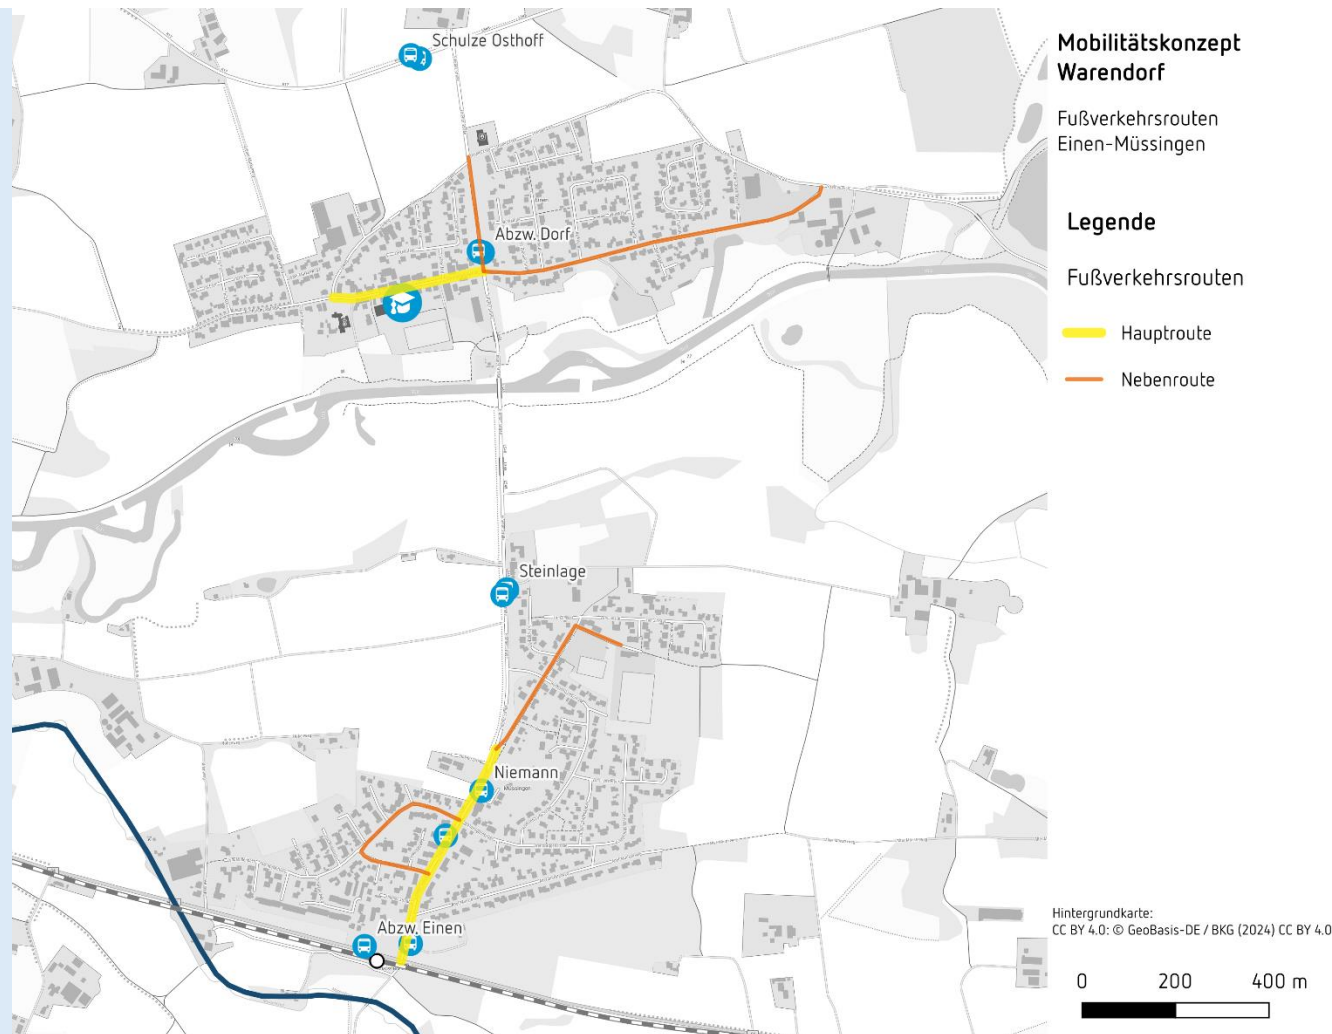 Schulze Osthoff
Abzw. Dorf
Steinlage
Niemann
Müssingen
Abzw. Einen
Mobilitätskonzept
Warendorf
Fußverkehrsrouten
Einen-Müssingen
Legende
Fußverkehrsrouten
Hauptroute
Nebenroute
Hintergrundkarte:
CC BY 4.0: © GeoBasis-DE / BKG (2024) CC BY 4.0
0 200 400 m